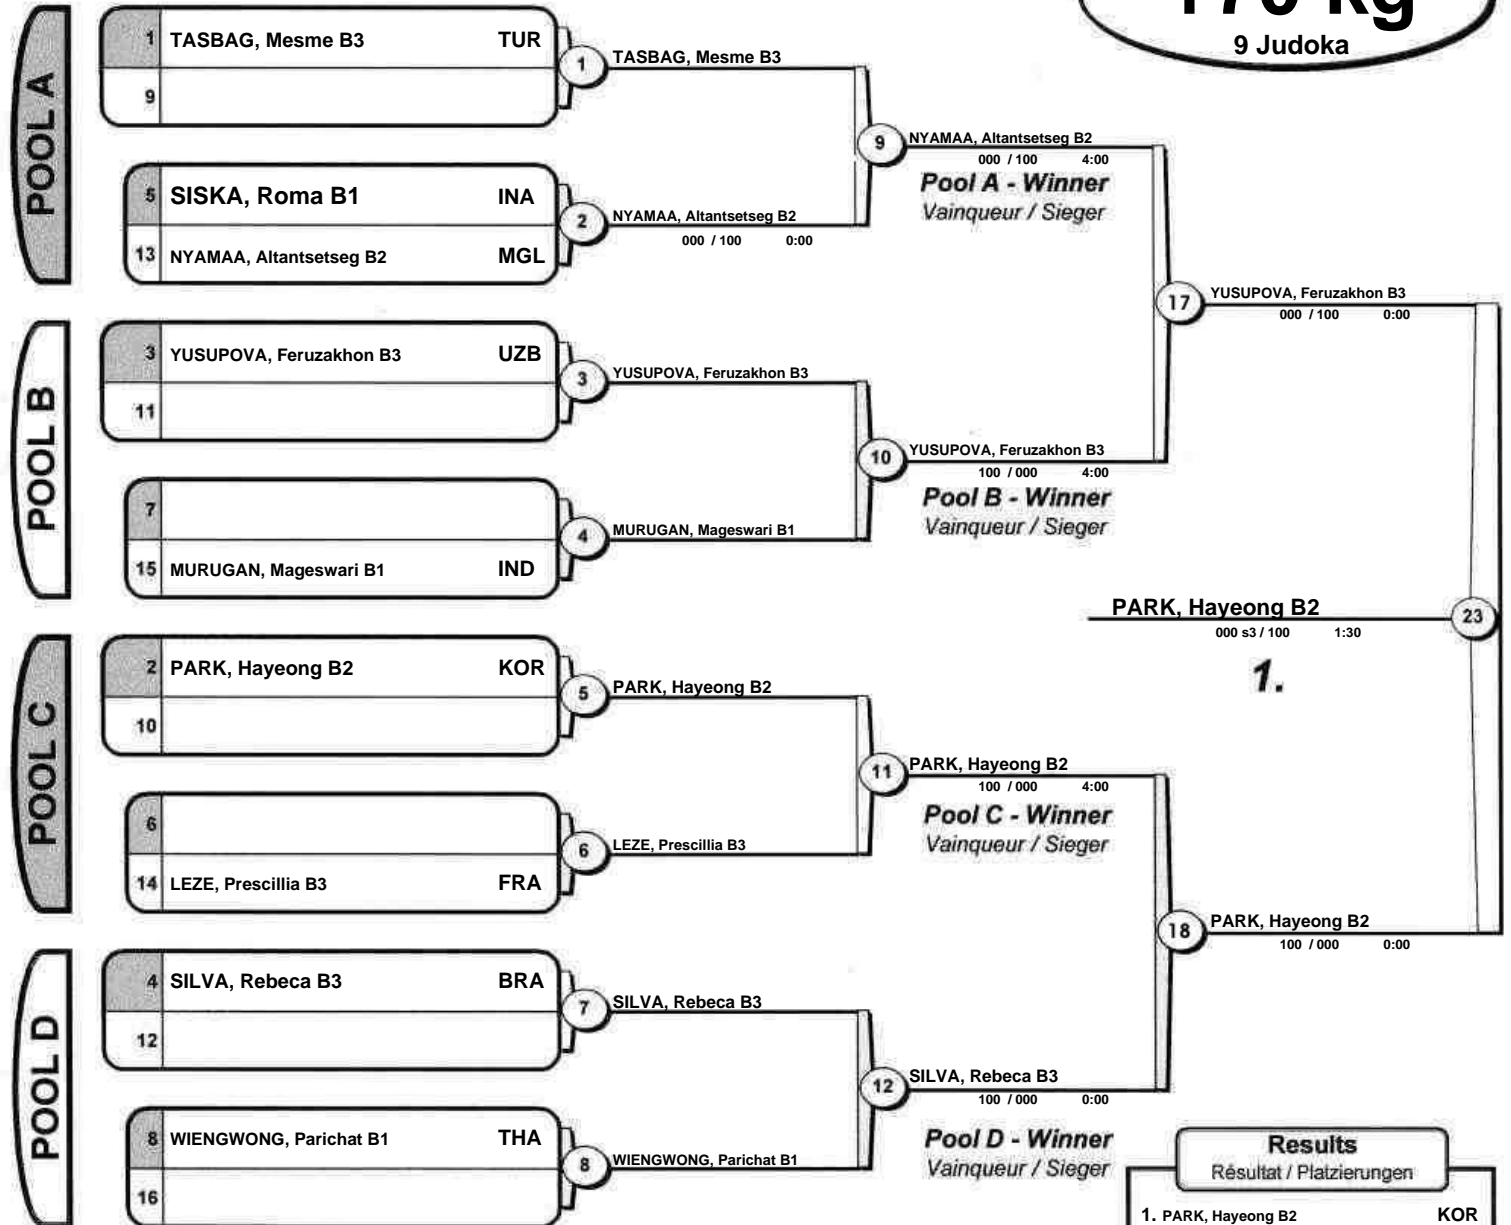 170 kg
9 Judoka
POOL A
1 TASBAG, Mesme B3 TUR
9
1 TASBAG, Mesme B3
5 SISKA, Roma B1 INA
13 NYAMAA, Altantsetseg B2 MGL
2 NYAMAA, Altantsetseg B2
000 / 100 0:00
9 NYAMAA, Altantsetseg B2
000 / 100 4:00
Pool A - Winner
Vainqueur / Sieger
POOL B
3 YUSUPOVA, Feruzakhon B3 UZB
11
3 YUSUPOVA, Feruzakhon B3
7
15 MURUGAN, Mageswari B1 IND
4 MURUGAN, Mageswari B1
10 YUSUPOVA, Feruzakhon B3
100 / 000 4:00
Pool B - Winner
Vainqueur / Sieger
17 YUSUPOVA, Feruzakhon B3
000 / 100 0:00
PARK, Hayeong B2 23
000 s3 / 100 1:30
1.
POOL C
2 PARK, Hayeong B2 KOR
10
5 PARK, Hayeong B2
6
14 LEZE, Prescillia B3 FRA
6 LEZE, Prescillia B3
11 PARK, Hayeong B2
100 / 000 4:00
Pool C - Winner
Vainqueur / Sieger
18 PARK, Hayeong B2
100 / 000 0:00
POOL D
4 SILVA, Rebeca B3 BRA
12
7 SILVA, Rebeca B3
8 WIENGWONG, Parichat B1 THA
16
8 WIENGWONG, Parichat B1
12 SILVA, Rebeca B3
100 / 000 0:00
Pool D - Winner
Vainqueur / Sieger
Results
Résultat / Platzierungen
1. PARK, Hayeong B2 KOR